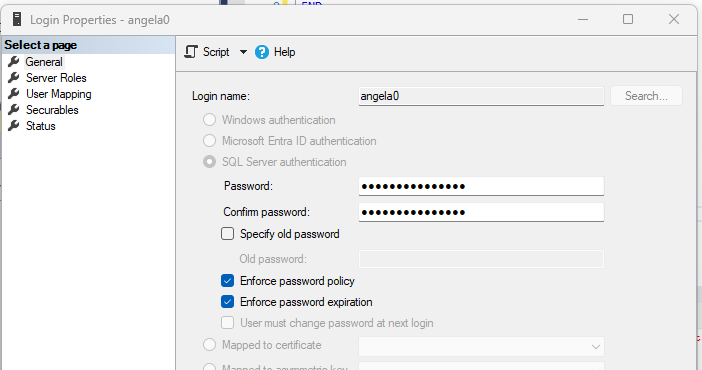 END
Login Properties - angela0
Select a page
General
Server Roles
User Mapping
Securables
Status
Script
Help
Login name:
angela0
Search...
Windows authentication
Microsoft Entra ID authentication
SQL Server authentication
Password:
●●●●●●●●●●●●●●●
Confirm password:
●●●●●●●●●●●●●●●
Specify old password
Old password:
Enforce password policy
Enforce password expiration
User must change password at next login
Mapped to certificate
Mapped to asymmetric key